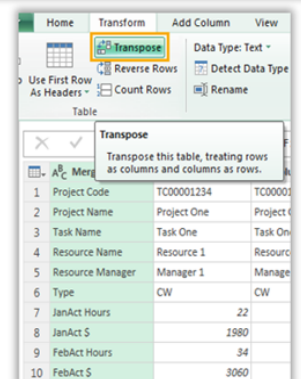 Home Transform Add Column View
Transpose Data Type: Text
Reverse Rows Detect Data Type
Use First Row As Headers Count Rows Rename
Table
Transpose
Transpose this table, treating rows
as columns and columns as rows.
1 Project Code TC00001234
2 Project Name Project One
3 Task Name Task One
4 Resource Name Resource 1
5 Resource Manager Manager 1
6 Type CW CW
7 JanAct Hours 22
8 JanAct $ 1980
9 FebAct Hours 34
10 FebAct $ 3060